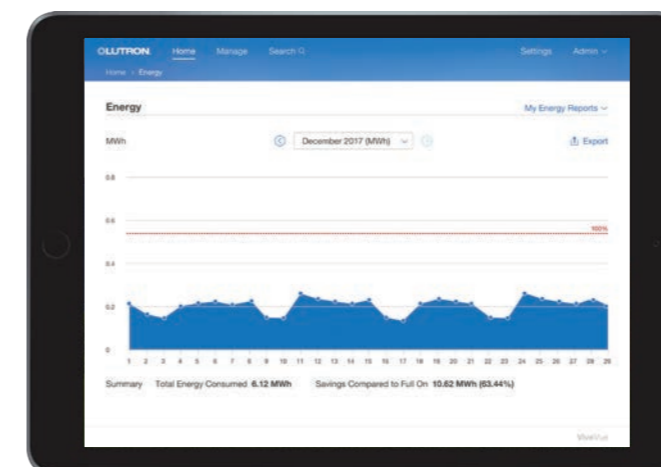 LUTRON Home Manage Search Settings Admin
Home > Energy
Energy My Energy Reports
MWh December 2017 (MWh) Export
0.8
0.6
100%
0.4
0.2
0
1 2 3 4 5 6 7 8 9 10 11 12 13 14 15 16 17 18 19 20 21 22 23 24 25 26 27 28 29
Summary Total Energy Consumed 6.12 MWh Savings Compared to Full On 10.62 MWh (63.44%)
Vive Vue